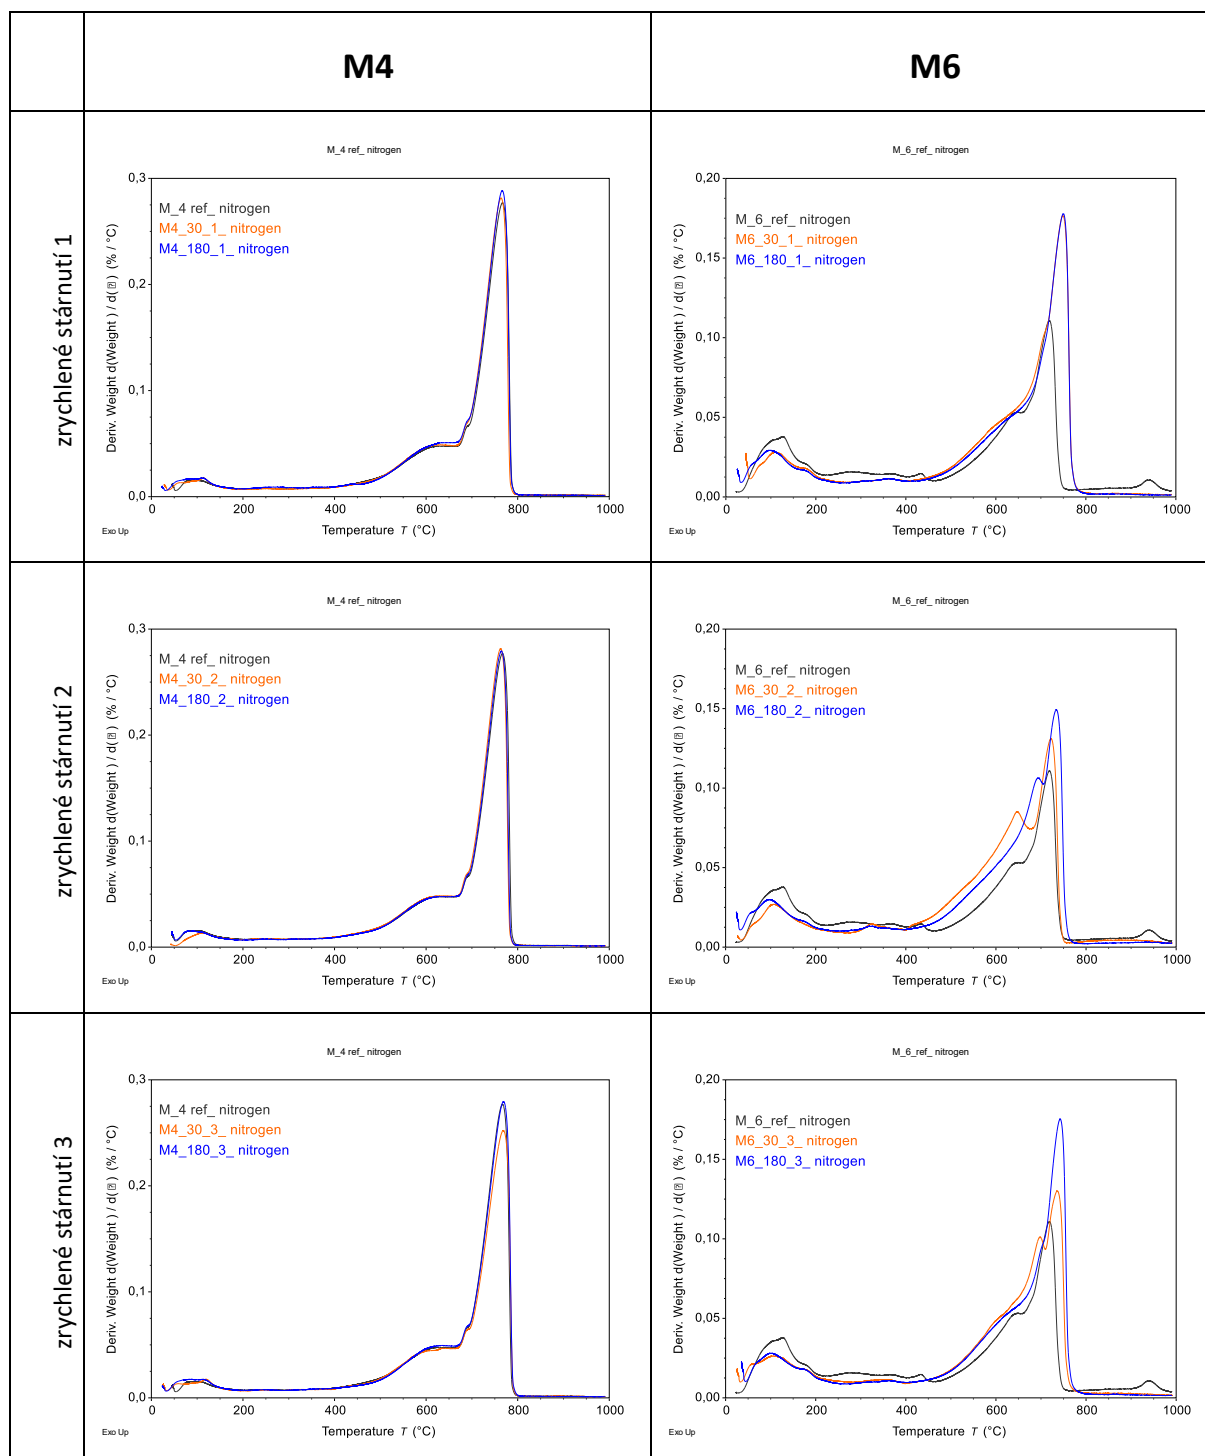 M4
M6
zrychlené stárnutí 1
M_4 ref_ nitrogen
0,3
0,2
0,1
0,0
Deriv. Weight d(Weight) / d(⍰) (% / °C)
M_4 ref_ nitrogen
M4_30_1_ nitrogen
M4_180_1_ nitrogen
0 200 400 600 800 1000
Exo Up
Temperature T (°C)
M_6_ref_ nitrogen
0,20
0,15
0,10
0,05
0,00
Deriv. Weight d(Weight) / d(⍰) (% / °C)
M_6_ref_ nitrogen
M6_30_1_ nitrogen
M6_180_1_ nitrogen
0 200 400 600 800 1000
Exo Up
Temperature T (°C)
zrychlené stárnutí 2
M_4 ref_ nitrogen
0,3
0,2
0,1
0,0
Deriv. Weight d(Weight) / d(⍰) (% / °C)
M_4 ref_ nitrogen
M4_30_2_ nitrogen
M4_180_2_ nitrogen
0 200 400 600 800 1000
Exo Up
Temperature T (°C)
M_6_ref_ nitrogen
0,20
0,15
0,10
0,05
0,00
Deriv. Weight d(Weight) / d(⍰) (% / °C)
M_6_ref_ nitrogen
M6_30_2_ nitrogen
M6_180_2_ nitrogen
0 200 400 600 800 1000
Exo Up
Temperature T (°C)
zrychlené stárnutí 3
M_4 ref_ nitrogen
0,3
0,2
0,1
0,0
Deriv. Weight d(Weight) / d(⍰) (% / °C)
M_4 ref_ nitrogen
M4_30_3_ nitrogen
M4_180_3_ nitrogen
0 200 400 600 800 1000
Exo Up
Temperature T (°C)
M_6_ref_ nitrogen
0,20
0,15
0,10
0,05
0,00
Deriv. Weight d(Weight) / d(⍰) (% / °C)
M_6_ref_ nitrogen
M6_30_3_ nitrogen
M6_180_3_ nitrogen
0 200 400 600 800 1000
Exo Up
Temperature T (°C)